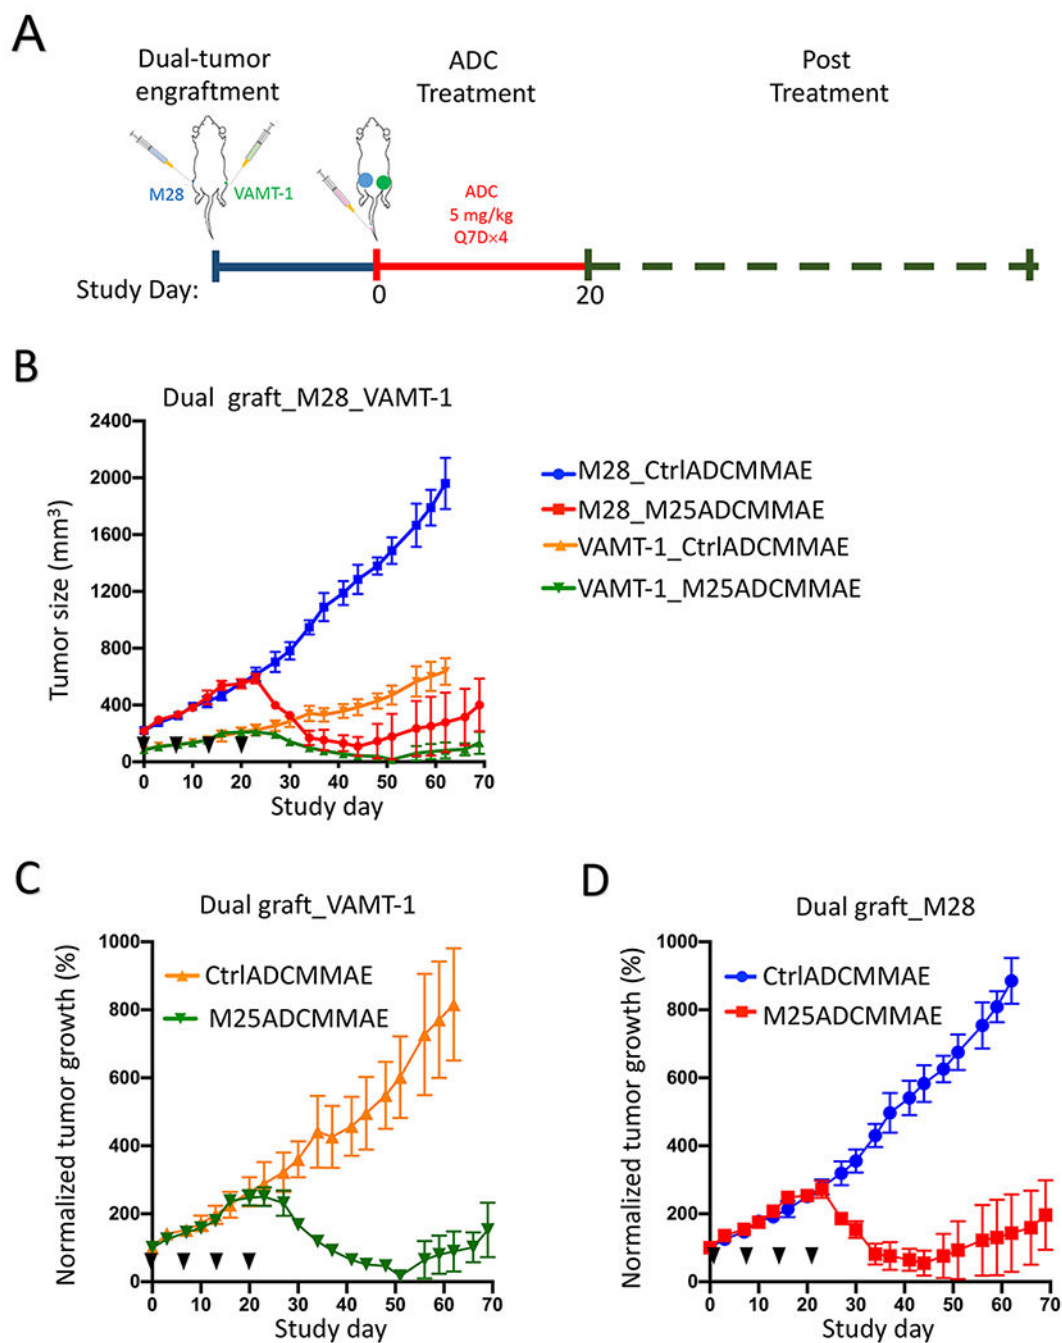 A
Dual-tumor
engraftment
ADC
Treatment
Post
Treatment
M28
VAMT-1
ADC
5 mg/kg
Q7D×4
Study Day:
0
20
B
Dual graft_M28_VAMT-1
2400
2000
1600
1200
800
400
0
Tumor size (mm³)
0 10 20 30 40 50 60 70
Study day
M28_CtrlADCMMAE
M28_M25ADCMMAE
VAMT-1_CtrlADCMMAE
VAMT-1_M25ADCMMAE
C
Dual graft_VAMT-1
1000
800
600
400
200
0
Normalized tumor growth (%)
CtrlADCMMAE
M25ADCMMAE
0 10 20 30 40 50 60 70
Study day
D
Dual graft_M28
1000
800
600
400
200
0
Normalized tumor growth (%)
CtrlADCMMAE
M25ADCMMAE
0 10 20 30 40 50 60 70
Study day